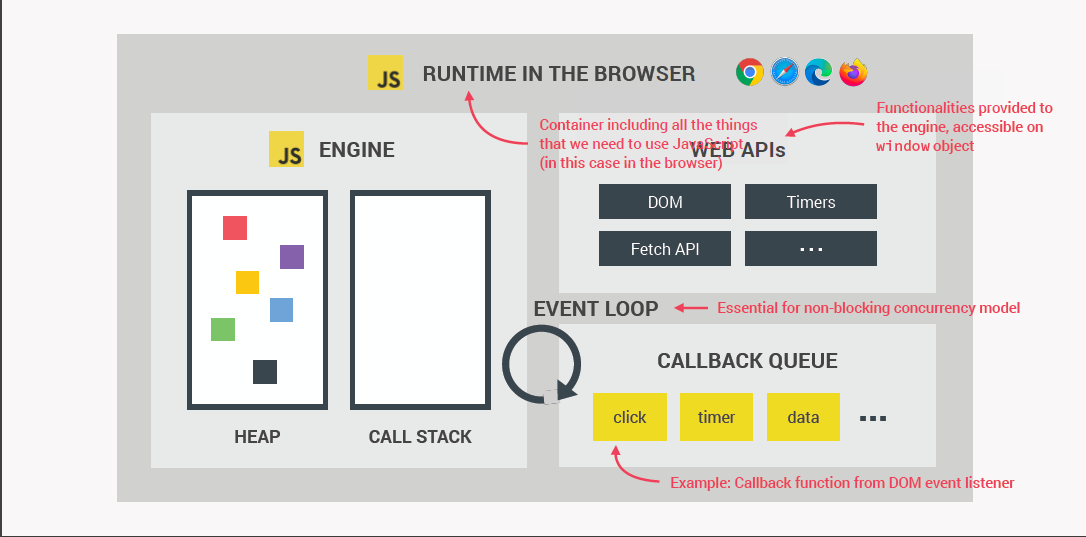 JS RUNTIME IN THE BROWSER
Functionalities provided to
the engine, accessible on
window object
Container including all the things
that we need to use JavaScript
(in this case in the browser)
JS ENGINE
WEB APIs
DOM
Timers
Fetch API
...
EVENT LOOP
Essential for non-blocking concurrency model
CALLBACK QUEUE
click
timer
data
...
HEAP
CALL STACK
Example: Callback function from DOM event listener